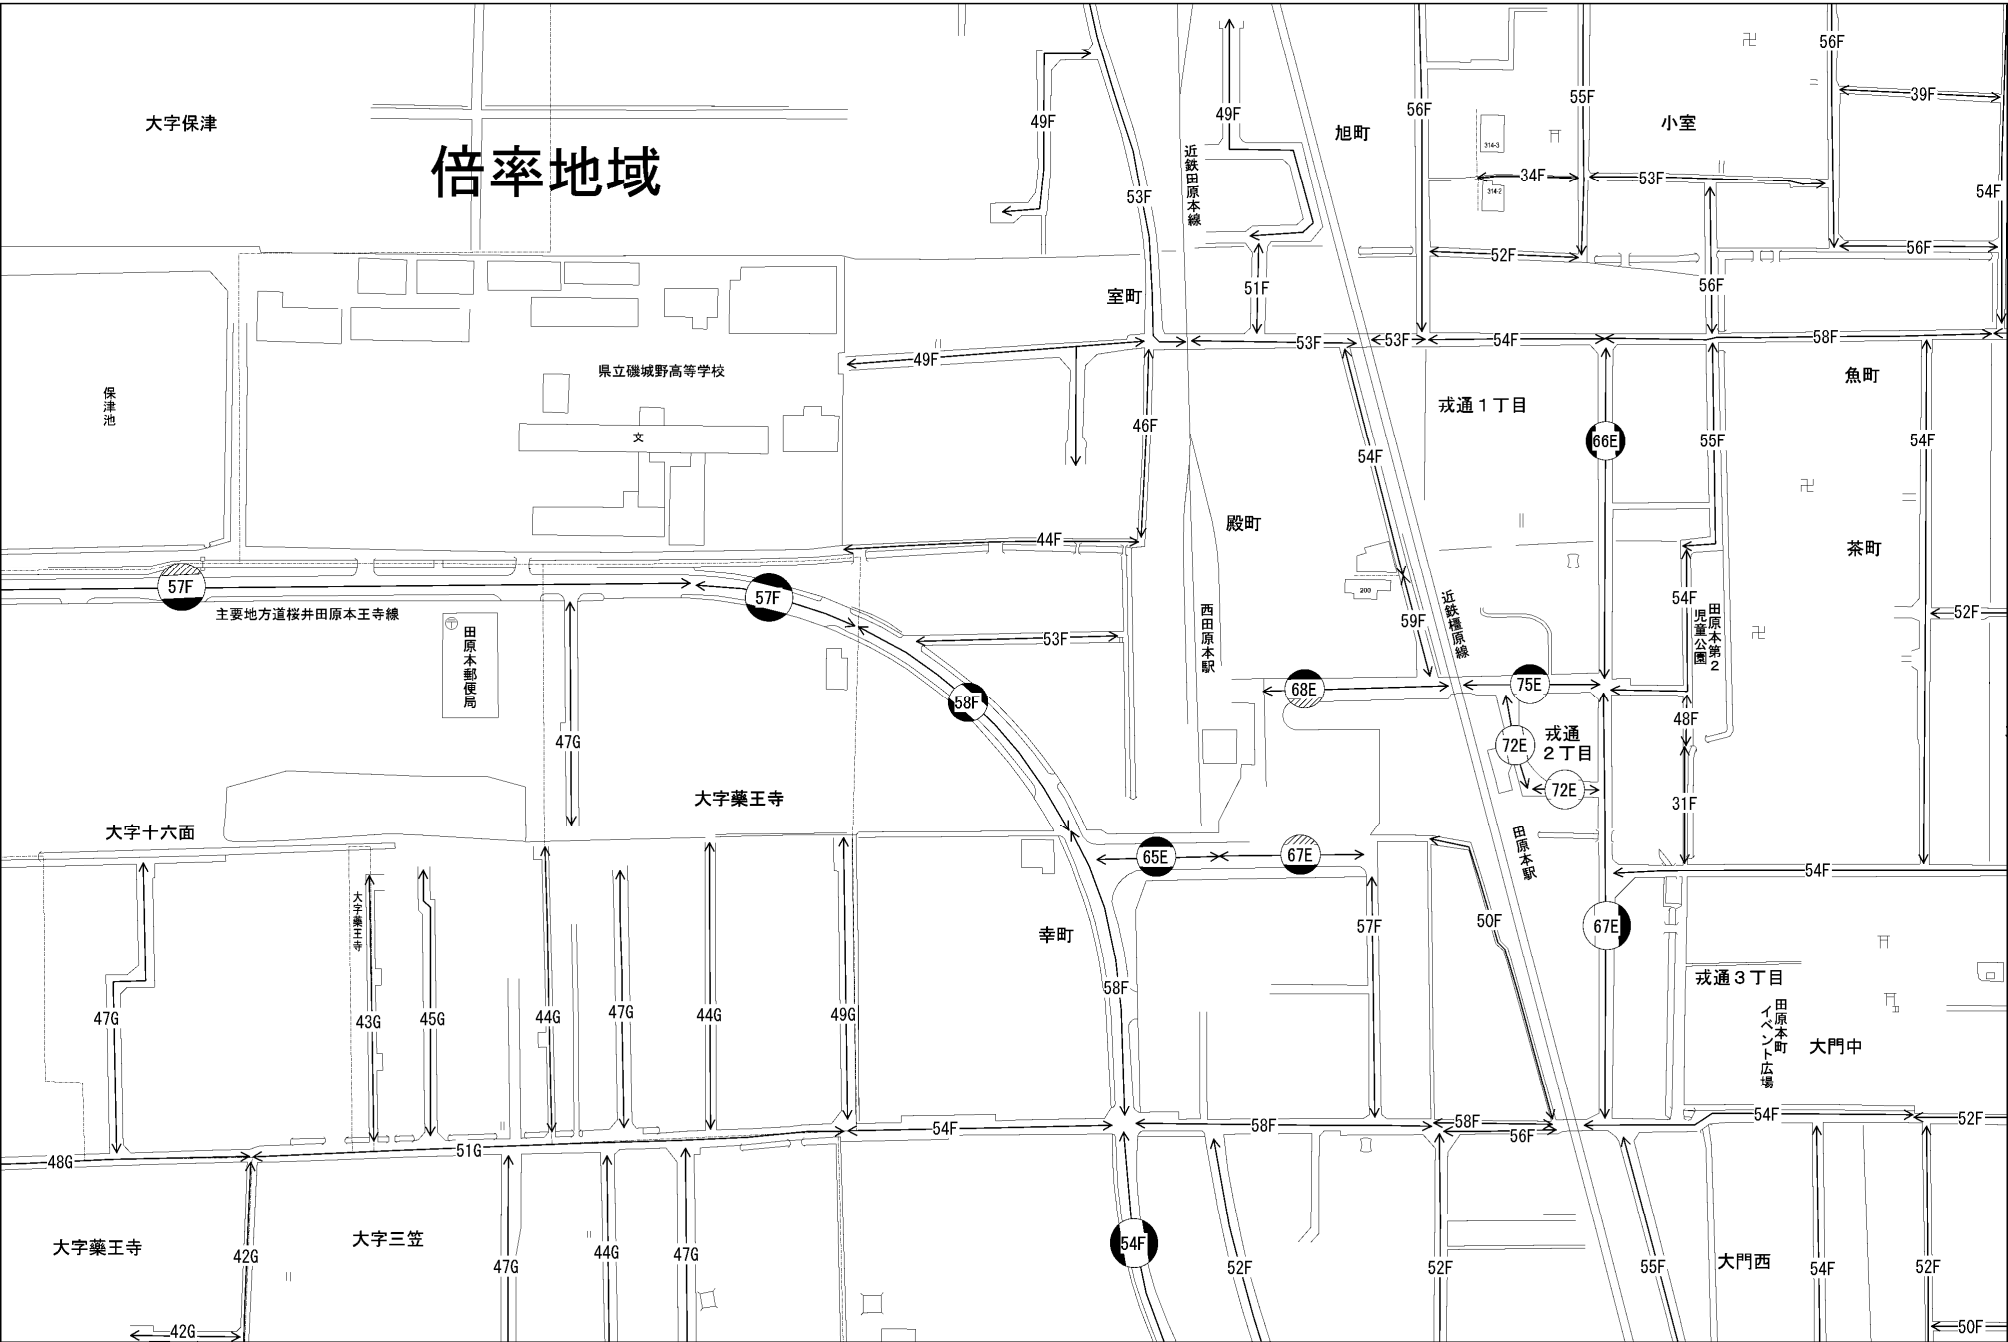 56F
大字保津
倍率地域
49F
49F
旭町
56F
55F
小室
39F
314-3
近鉄田原本線
53F
34F
53F
314-2
54F
52F
56F
室町
51F
56F
49F
53F
53F
54F
58F
県立磯城野高等学校
魚町
保津池
戎通1丁目
46F
文
54F
66E
55F
54F
殿町
44F
茶町
57F
57F
200
54F
主要地方道桜井田原本王寺線
田原本郵便局
53F
西田原本駅
59F
近鉄橿原線
田原本第2
児童公園
52F
58F
68E
75E
48F
47G
72E
戎通
2丁目
72E
大字藥王寺
31F
大字十六面
田原本駅
65E
67E
54F
大字藥王寺
幸町
57F
50F
67E
戎通3丁目
58F
47G
43G
45G
44G
47G
44G
49G
田原本町
イベント広場
大門中
48G
51G
54F
58F
58F
56F
54F
52F
大字藥王寺
42G
大字三笠
47G
44G
47G
54F
52F
52F
55F
大門西
54F
52F
42G
50F